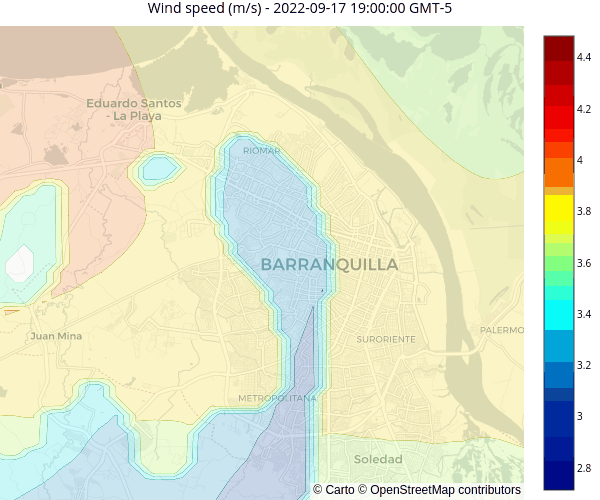 Wind speed (m/s) - 2022-09-17 19:00:00 GMT-5
Eduardo Santos
- La Playa
RIOMAR
BARRANQUILLA
Juan Mina
SURORIENTE
PALERMO
METROPOLITANA
Soledad
© Carto © OpenStreetMap contributors
4.4
4.2
4
3.8
3.6
3.4
3.2
3
2.8